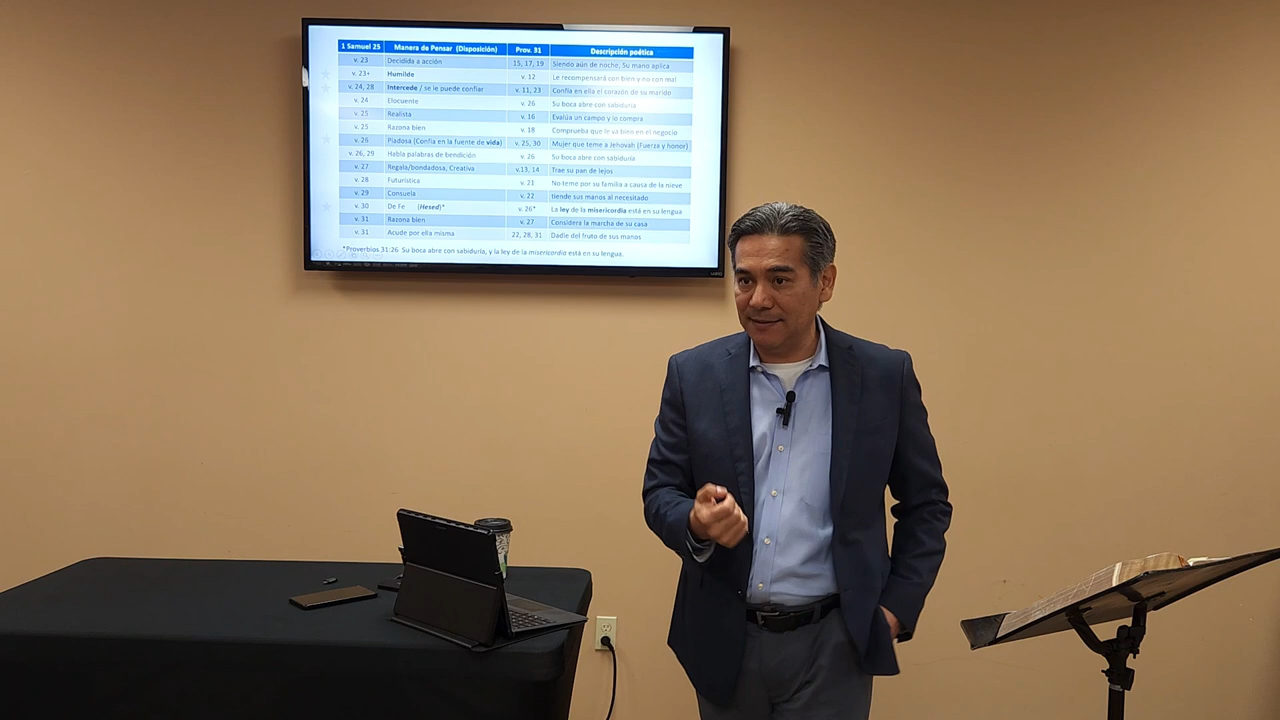 1 Samuel 25 Manera de Pensar (Disposición) Prov. 31 Descripción poética
v. 23 Decidida a acción 15, 17, 19 Siendo aún de noche, Su mano aplica
v. 23+ Humilde v. 12 Le recompensará con bien y no con mal
v. 24, 28 Intercede / se le puede confiar v. 11, 23 Confía en ella el corazón de su marido
v. 24 Elocuente v. 26 Su boca abre con sabiduría
v. 25 Realista v. 16 Evalúa un campo y lo compra
v. 25 Razona bien v. 18 Comprueba que le va bien en el negocio
v. 26 Piadosa (Confía en la fuente de vida) v. 25, 30 Mujer que teme a Jehovah (Fuerza y honor)
v. 26, 29 Habla palabras de bendición v. 26 Su boca abre con sabiduría
v. 27 Regala/bondadosa, Creativa v.13, 14 Trae su pan de lejos
v. 28 Futurística v. 21 No teme por su familia a causa de la nieve
v. 29 Consuela v. 22 tiende sus manos al necesitado
v. 30 De Fe (Hesed)* v. 26* La ley de la misericordia está en su lengua
v. 31 Razona bien v. 27 Considera la marcha de su casa
v. 31 Acude por ella misma 22, 28, 31 Dadle del fruto de sus manos
*Proverbios 31:26 Su boca abre con sabiduría, y la ley de la misericordia está en su lengua.
VIZIO